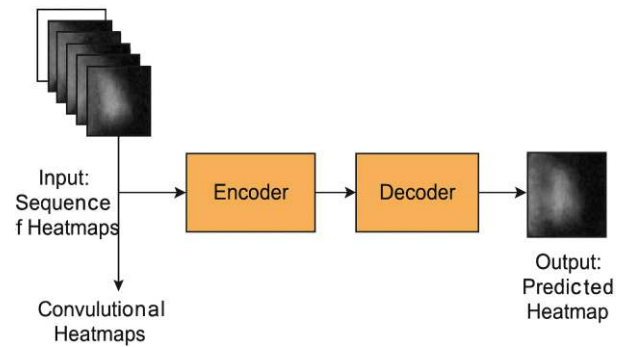 Input:
Sequence
f Heatmaps
Encoder
Decoder
Convulutional
Heatmaps
Output:
Predicted
Heatmap